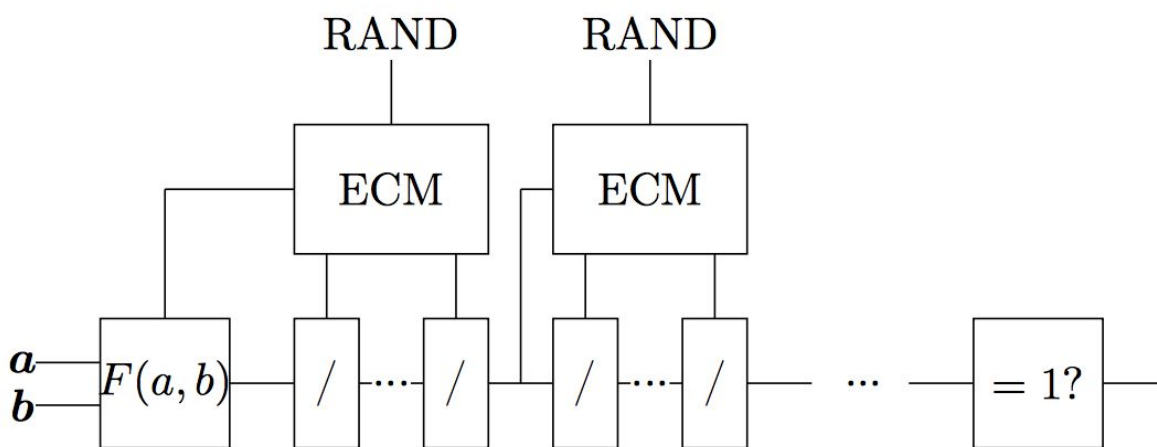 RAND RAND
ECM ECM
a
b
F(a, b) / ... / / ... / ... = 1?